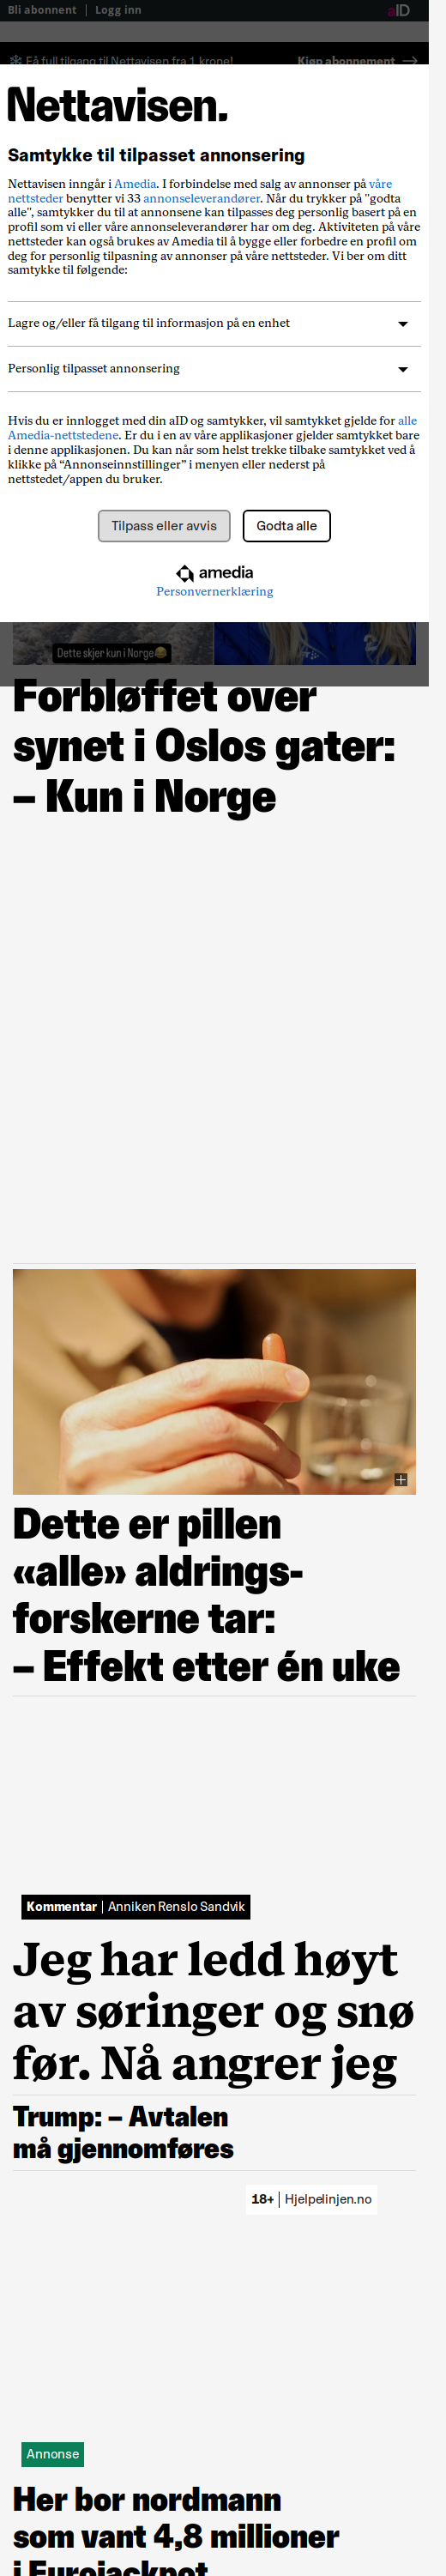 Bli abonnent | Logg inn
aID
Få full tilgang til Nettavisen fra 1 krone!
Kjøp abonnement →
Nettavisen.
Samtykke til tilpasset annonsering
Nettavisen inngår i Amedia. I forbindelse med salg av annonser på våre
nettsteder benytter vi 33 annonseleverandører. Når du trykker på "godta
alle", samtykker du til at annonsene kan tilpasses deg personlig basert på en
profil som vi eller våre annonseleverandører har om deg. Aktiviteten på våre
nettsteder kan også brukes av Amedia til å bygge eller forbedre en profil om
deg for personlig tilpasning av annonser på våre nettsteder. Vi ber om ditt
samtykke til følgende:
Lagre og/eller få tilgang til informasjon på en enhet
Personlig tilpasset annonsering
Hvis du er innlogget med din aID og samtykker, vil samtykket gjelde for alle
Amedia-nettstedene. Er du i en av våre applikasjoner gjelder samtykket bare
i denne applikasjonen. Du kan når som helst trekke tilbake samtykket ved å
klikke på “Annonseinnstillinger” i menyen eller nederst på
nettstedet/appen du bruker.
Tilpass eller avvis
Godta alle
amedia
Personvernerklæring
Dette skjer kun i Norge😂
Forbløffet over
synet i Oslos gater:
– Kun i Norge
Dette er pillen
«alle» aldrings-
forskerne tar:
– Effekt etter én uke
Kommentar | Anniken Renslo Sandvik
Jeg har ledd høyt
av søringer og snø
før. Nå angrer jeg
Trump: – Avtalen
må gjennomføres
18+ | Hjelpelinjen.no
Annonse
Her bor nordmann
som vant 4,8 millioner
i Eurojackpot